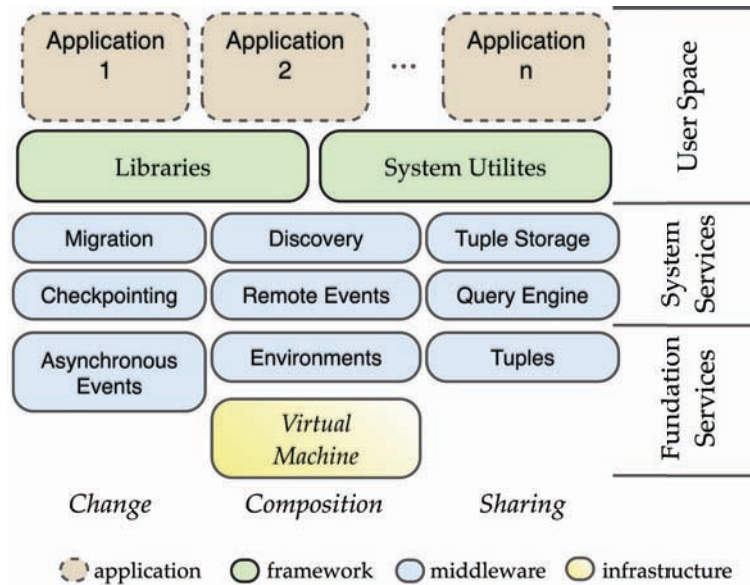 Application
1
Application
2
...
Application
n
User Space
Libraries
System Utilites
Migration
Discovery
Tuple Storage
System
Services
Checkpointing
Remote Events
Query Engine
Asynchronous
Events
Environments
Tuples
Fundation
Services
Virtual
Machine
Change
Composition
Sharing
application
framework
middleware
infrastructure